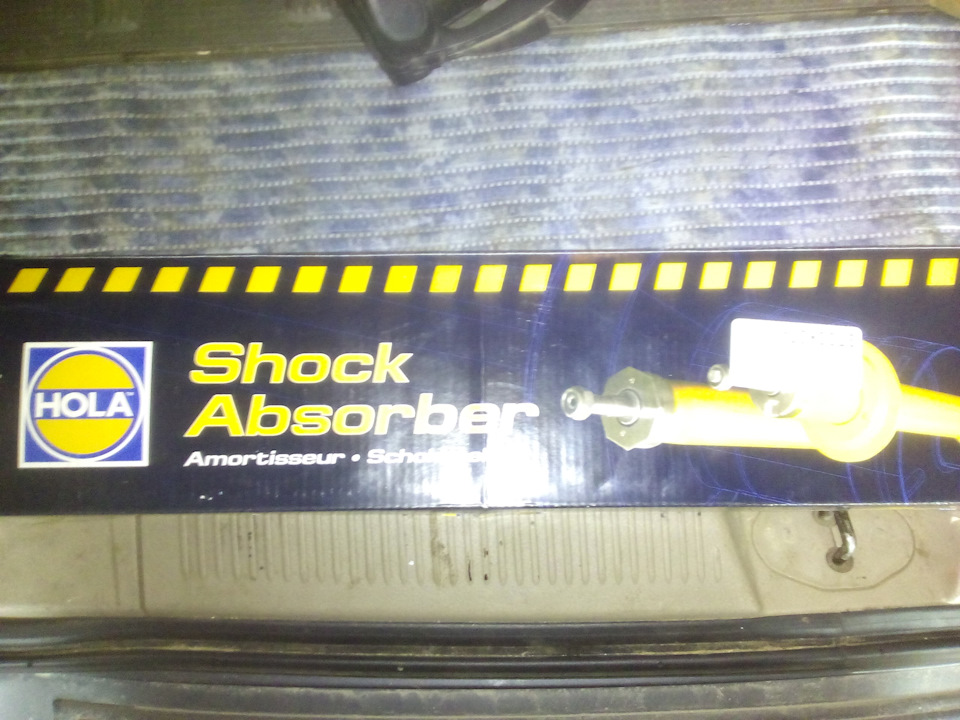 HOLA
Shock
Absorber
Amortisseur •